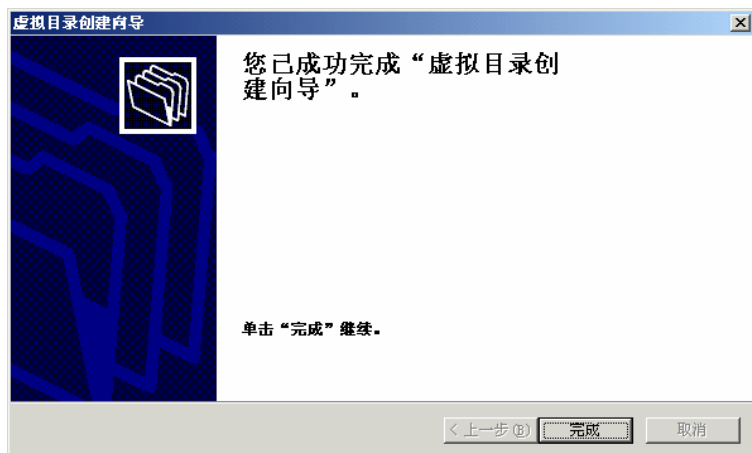 虚拟目录创建向导
您已成功完成“虚拟目录创
建向导”。
单击“完成”继续。
< 上一步(B)
完成
取消